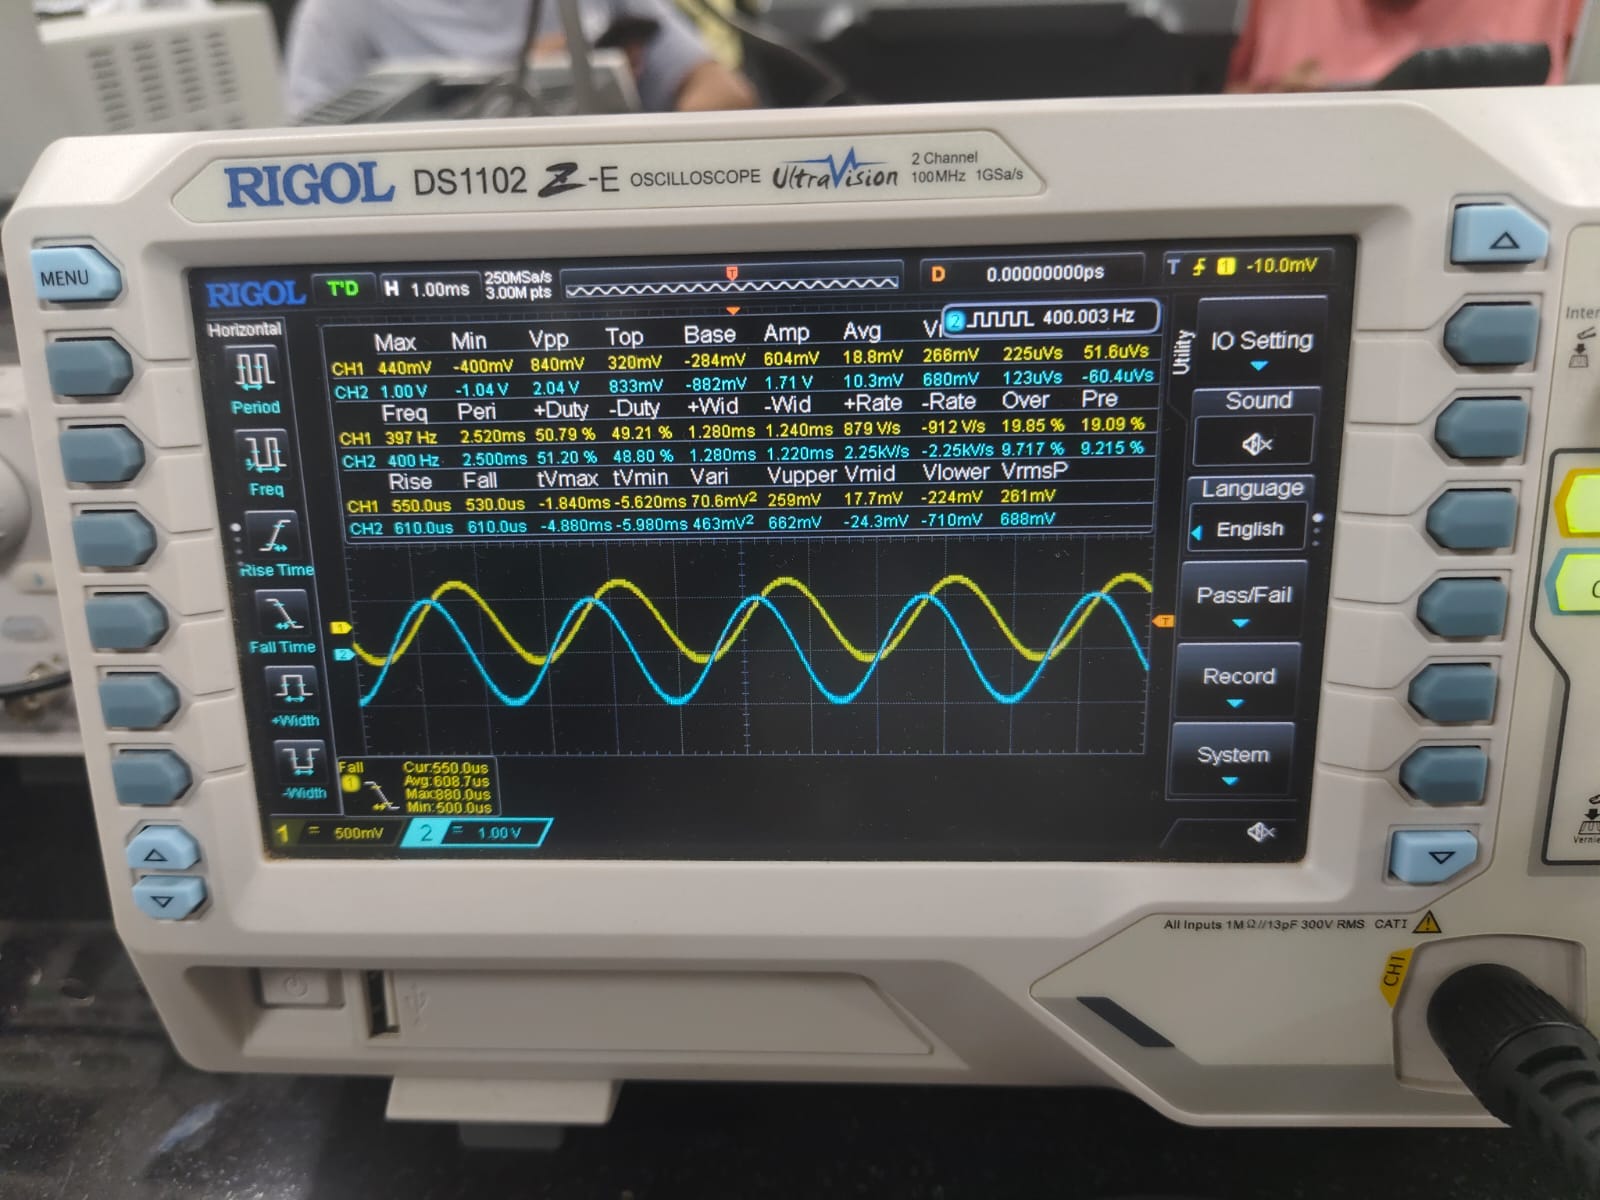 RIGOL DS1102 Z-E OSCILLOSCOPE UltraVision 2 Channel 100MHz 1GSa/s
MENU
RIGOL T'D H 1.00ms 250MSa/s 3.00M pts D 0.00000000ps T 1 -10.0mV
Horizontal
Period
Freq
Rise Time
Fall Time
+Width
-Width
2 400.003 Hz
Max Min Vpp Top Base Amp Avg
CH1 440mV -400mV 840mV 320mV -284mV 604mV 18.8mV 266mV 225uVs 51.6uVs
CH2 1.00 V -1.04 V 2.04 V 833mV -882mV 1.71 V 10.3mV 680mV 123uVs -60.4uVs
Freq Peri +Duty -Duty +Wid -Wid +Rate -Rate Over Pre
CH1 397 Hz 2.520ms 50.79 % 49.21 % 1.280ms 1.240ms 879 V/s -912 V/s 19.85 % 19.09 %
CH2 400 Hz 2.500ms 51.20 % 48.80 % 1.280ms 1.220ms 2.25kV/s -2.25kV/s 9.717 % 9.215 %
Rise Fall tVmax tVmin Vari Vupper Vmid Vlower VrmsP
CH1 550.0us 530.0us -1.840ms -5.620ms 70.6mV² 259mV 17.7mV -224mV 261mV
CH2 610.0us 610.0us -4.880ms -5.980ms 463mV² 662mV -24.3mV -710mV 688mV
1
2
T
Fall
1
Cur:550.0us
Avg:608.7us
Max:880.0us
Min:500.0us
1 = 500mV 2 = 1.00 V
Utility
IO Setting
Sound
Language
English
Pass/Fail
Record
System
All Inputs 1MΩ//13pF 300V RMS CATI
CH1